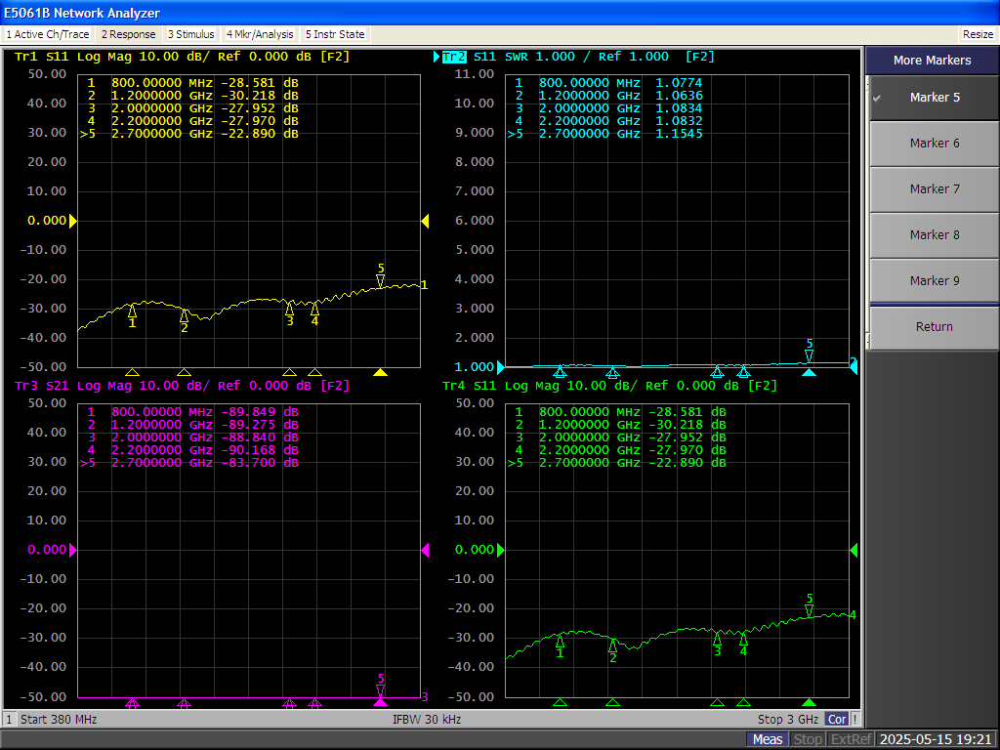 E5061B Network Analyzer
1 Active Ch/Trace 2 Response 3 Stimulus 4 Mkr/Analysis 5 Instr State Resize
Tr1 S11 Log Mag 10.00 dB/ Ref 0.000 dB [F2]
50.00
40.00
30.00
20.00
10.00
0.000
-10.00
-20.00
-30.00
-40.00
-50.00
1 800.00000 MHz -28.581 dB
2 1.2000000 GHz -30.218 dB
3 2.0000000 GHz -27.952 dB
4 2.2000000 GHz -27.970 dB
>5 2.7000000 GHz -22.890 dB
1
2
3
4
5
1
Tr2 S11 SWR 1.000 / Ref 1.000 [F2]
11.00
10.00
9.000
8.000
7.000
6.000
5.000
4.000
3.000
2.000
1.000
1 800.00000 MHz 1.0774
2 1.2000000 GHz 1.0636
3 2.0000000 GHz 1.0834
4 2.2000000 GHz 1.0832
>5 2.7000000 GHz 1.1545
5
2
Tr3 S21 Log Mag 10.00 dB/ Ref 0.000 dB [F2]
50.00
40.00
30.00
20.00
10.00
0.000
-10.00
-20.00
-30.00
-40.00
-50.00
1 800.00000 MHz -89.849 dB
2 1.2000000 GHz -89.275 dB
3 2.0000000 GHz -88.840 dB
4 2.2000000 GHz -90.168 dB
>5 2.7000000 GHz -83.700 dB
5
3
Tr4 S11 Log Mag 10.00 dB/ Ref 0.000 dB [F2]
50.00
40.00
30.00
20.00
10.00
0.000
-10.00
-20.00
-30.00
-40.00
-50.00
1 800.00000 MHz -28.581 dB
2 1.2000000 GHz -30.218 dB
3 2.0000000 GHz -27.952 dB
4 2.2000000 GHz -27.970 dB
>5 2.7000000 GHz -22.890 dB
1
2
3
4
5
4
More Markers
Marker 5
Marker 6
Marker 7
Marker 8
Marker 9
Return
1 Start 380 MHz IFBW 30 kHz Stop 3 GHz Cor !
Meas Stop ExtRef 2025-05-15 19:21